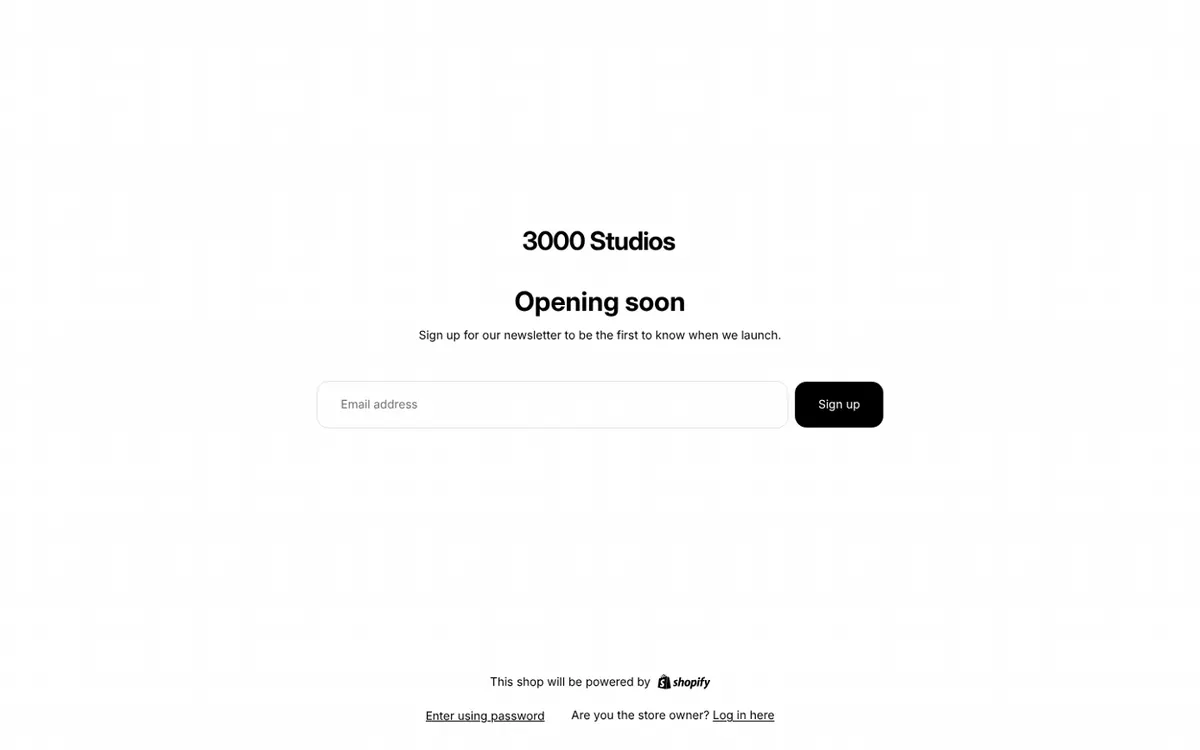 3000 Studios
Opening soon
Sign up for our newsletter to be the first to know when we launch.
Email address
Sign up
This shop will be powered by shopify
Enter using password
Are you the store owner? Log in here